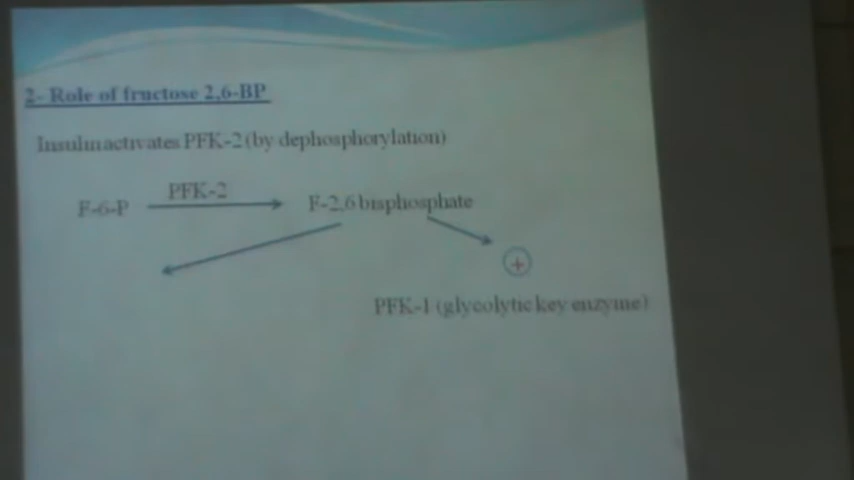 2- Role of fructose 2,6-BP
Insulin activates PFK-2 (by dephosphorylation)
PFK-2
F-6-P
F-2,6 bisphosphate
+
PFK-1 (glycolytic key enzyme)